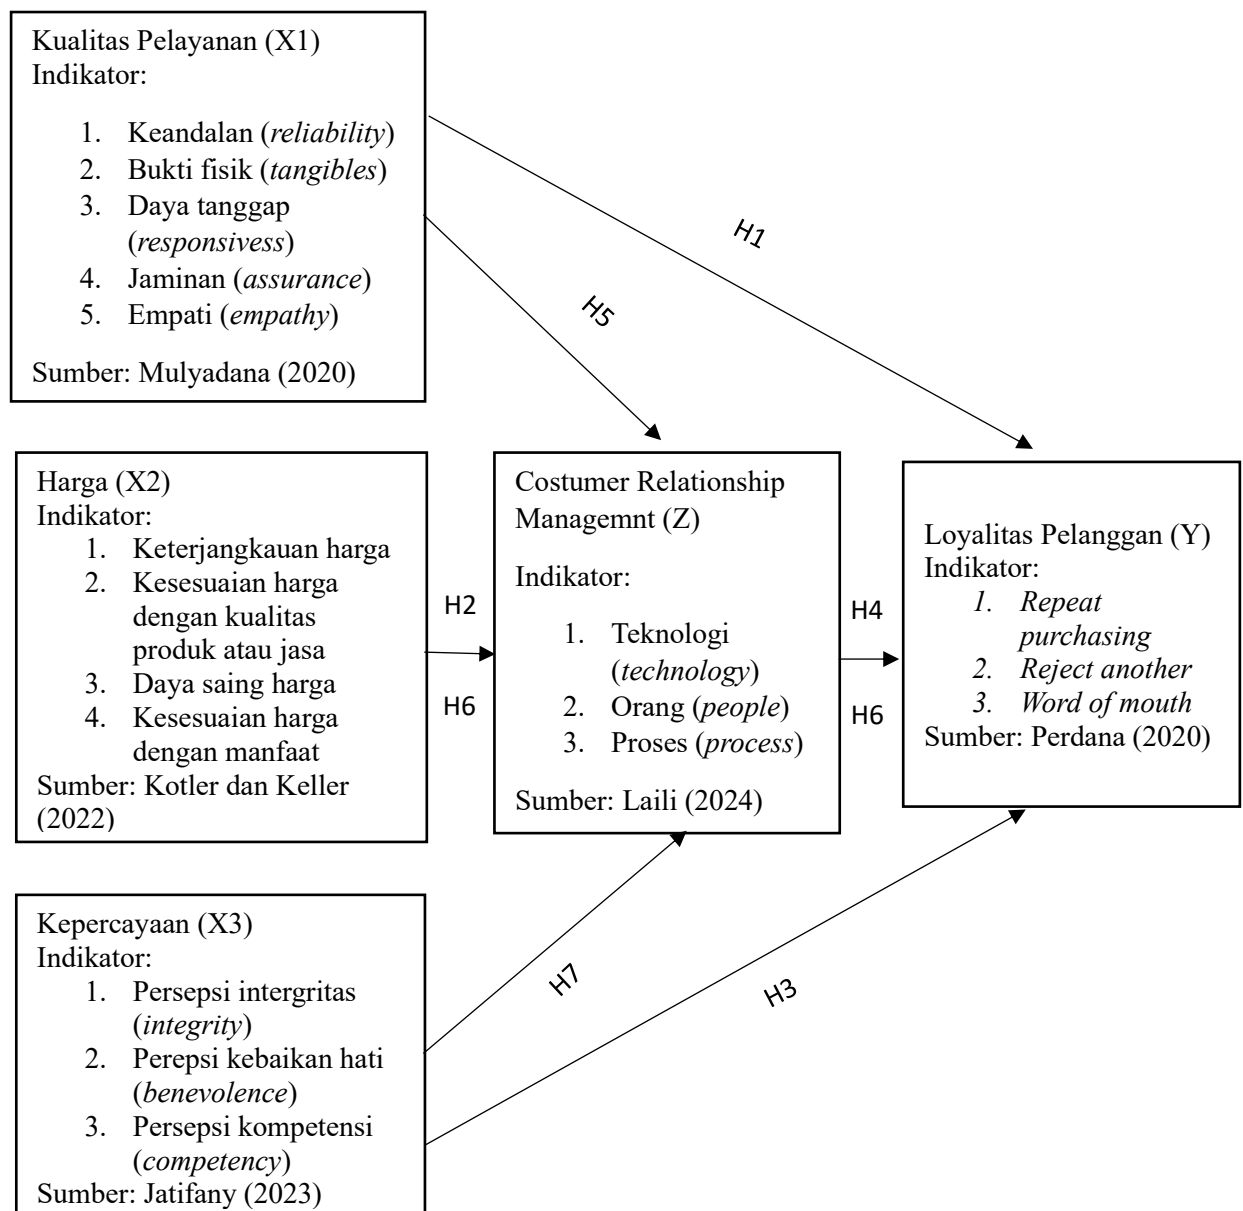 Kualitas Pelayanan (X1)
Indikator:
1. Keandalan (reliability)
2. Bukti fisik (tangibles)
3. Daya tanggap
(responsivess)
4. Jaminan (assurance)
5. Empati (empathy)
Sumber: Mulyadana (2020)
H1
H5
Harga (X2)
Indikator:
1. Keterjangkauan harga
2. Kesesuaian harga
dengan kualitas
produk atau jasa
3. Daya saing harga
4. Kesesuaian harga
dengan manfaat
Sumber: Kotler dan Keller
(2022)
H2
H6
Costumer Relationship
Managemnt (Z)
Indikator:
1. Teknologi
(technology)
2. Orang (people)
3. Proses (process)
Sumber: Laili (2024)
H4
H6
Loyalitas Pelanggan (Y)
Indikator:
1. Repeat
purchasing
2. Reject another
3. Word of mouth
Sumber: Perdana (2020)
Kepercayaan (X3)
Indikator:
1. Persepsi intergritas
(integrity)
2. Perepsi kebaikan hati
(benevolence)
3. Persepsi kompetensi
(competency)
Sumber: Jatifany (2023)
H7
H3